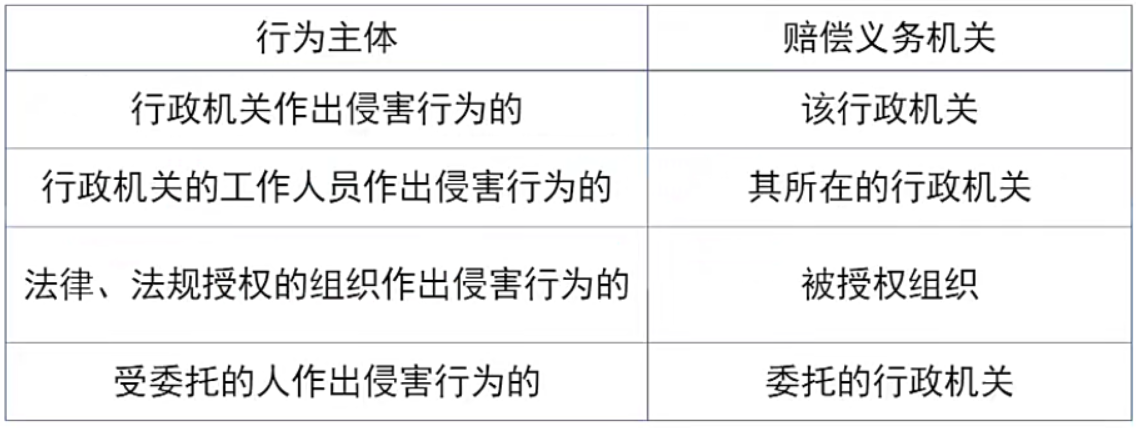 行为主体 赔偿义务机关
行政机关作出侵害行为的 该行政机关
行政机关的工作人员作出侵害行为的 其所在的行政机关
法律、法规授权的组织作出侵害行为的 被授权组织
受委托的人作出侵害行为的 委托的行政机关